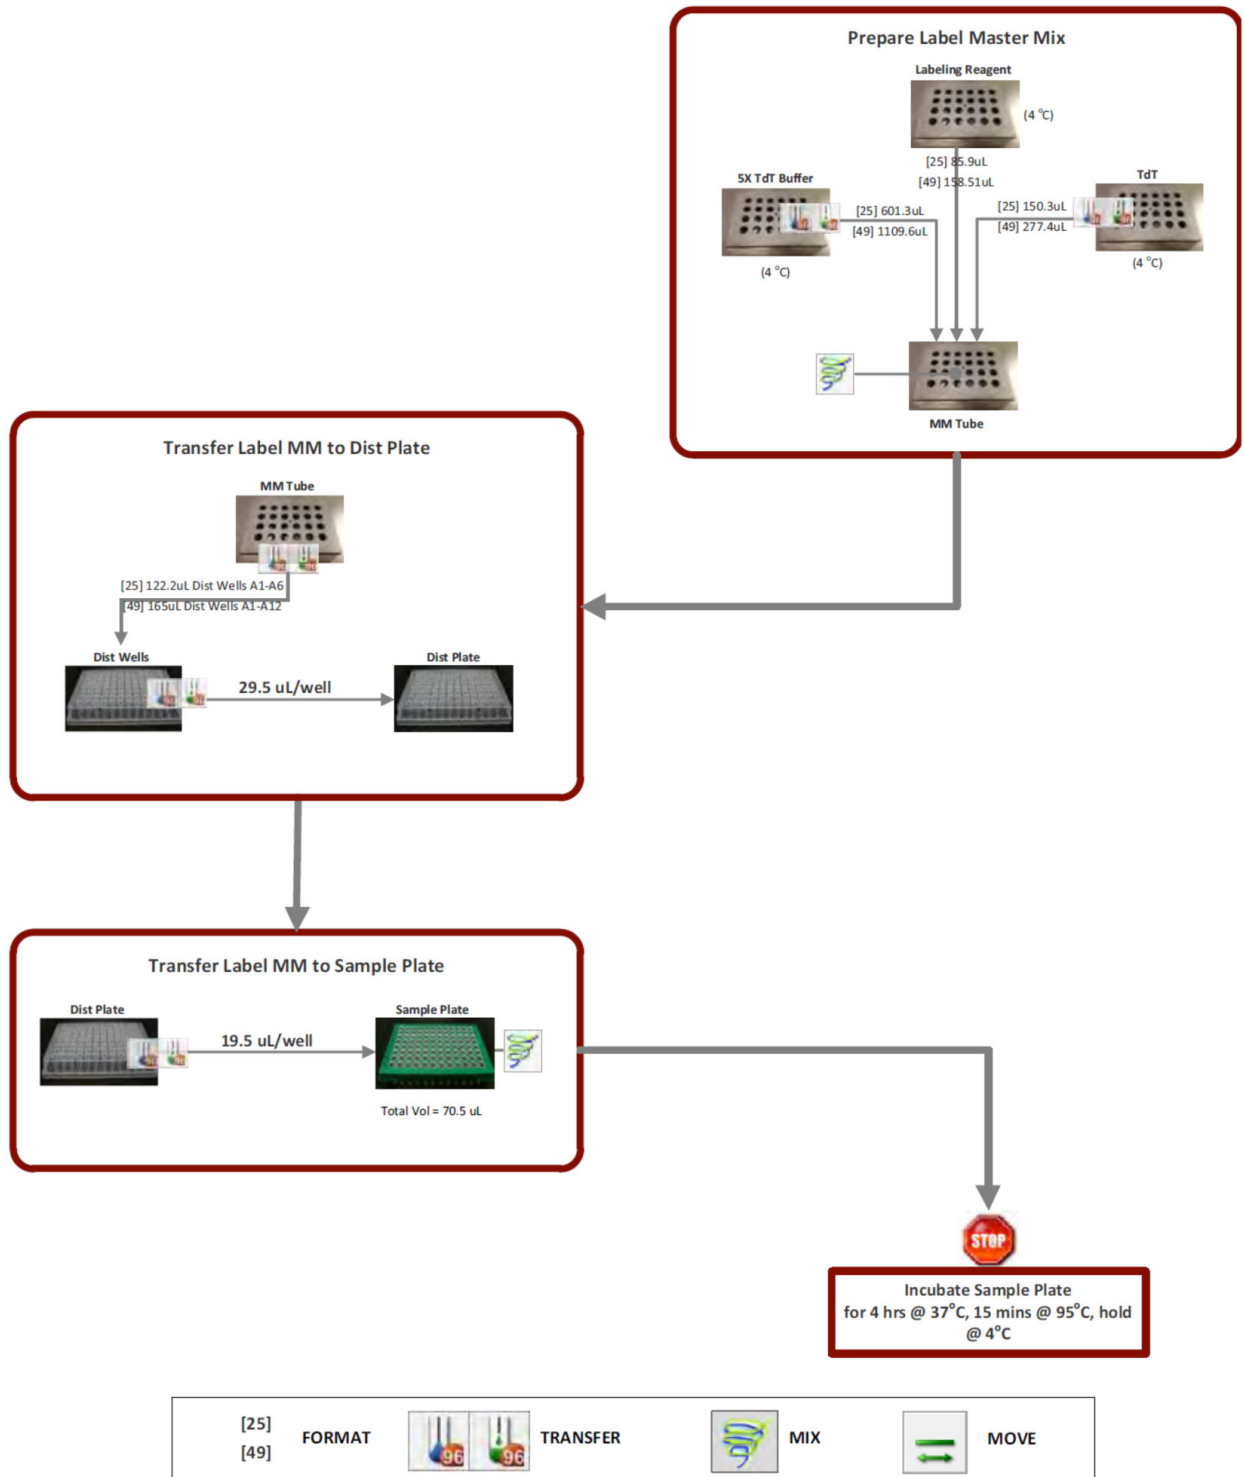 Prepare Label Master Mix
Labeling Reagent
(4 °C)
[25] 85.9uL
[49] 158.51uL
5X TdT Buffer
[25] 601.3uL
[49] 1109.6uL
(4 °C)
TdT
[25] 150.3uL
[49] 277.4uL
(4 °C)
MM Tube
Transfer Label MM to Dist Plate
MM Tube
[25] 122.2uL Dist Wells A1-A6
[49] 165uL Dist Wells A1-A12
Dist Wells
29.5 uL/well
Dist Plate
Transfer Label MM to Sample Plate
Dist Plate
19.5 uL/well
Sample Plate
Total Vol = 70.5 uL
STOP
Incubate Sample Plate
for 4 hrs @ 37°C, 15 mins @ 95°C, hold
@ 4°C
[25]
[49]
FORMAT
96
96
TRANSFER
MIX
MOVE